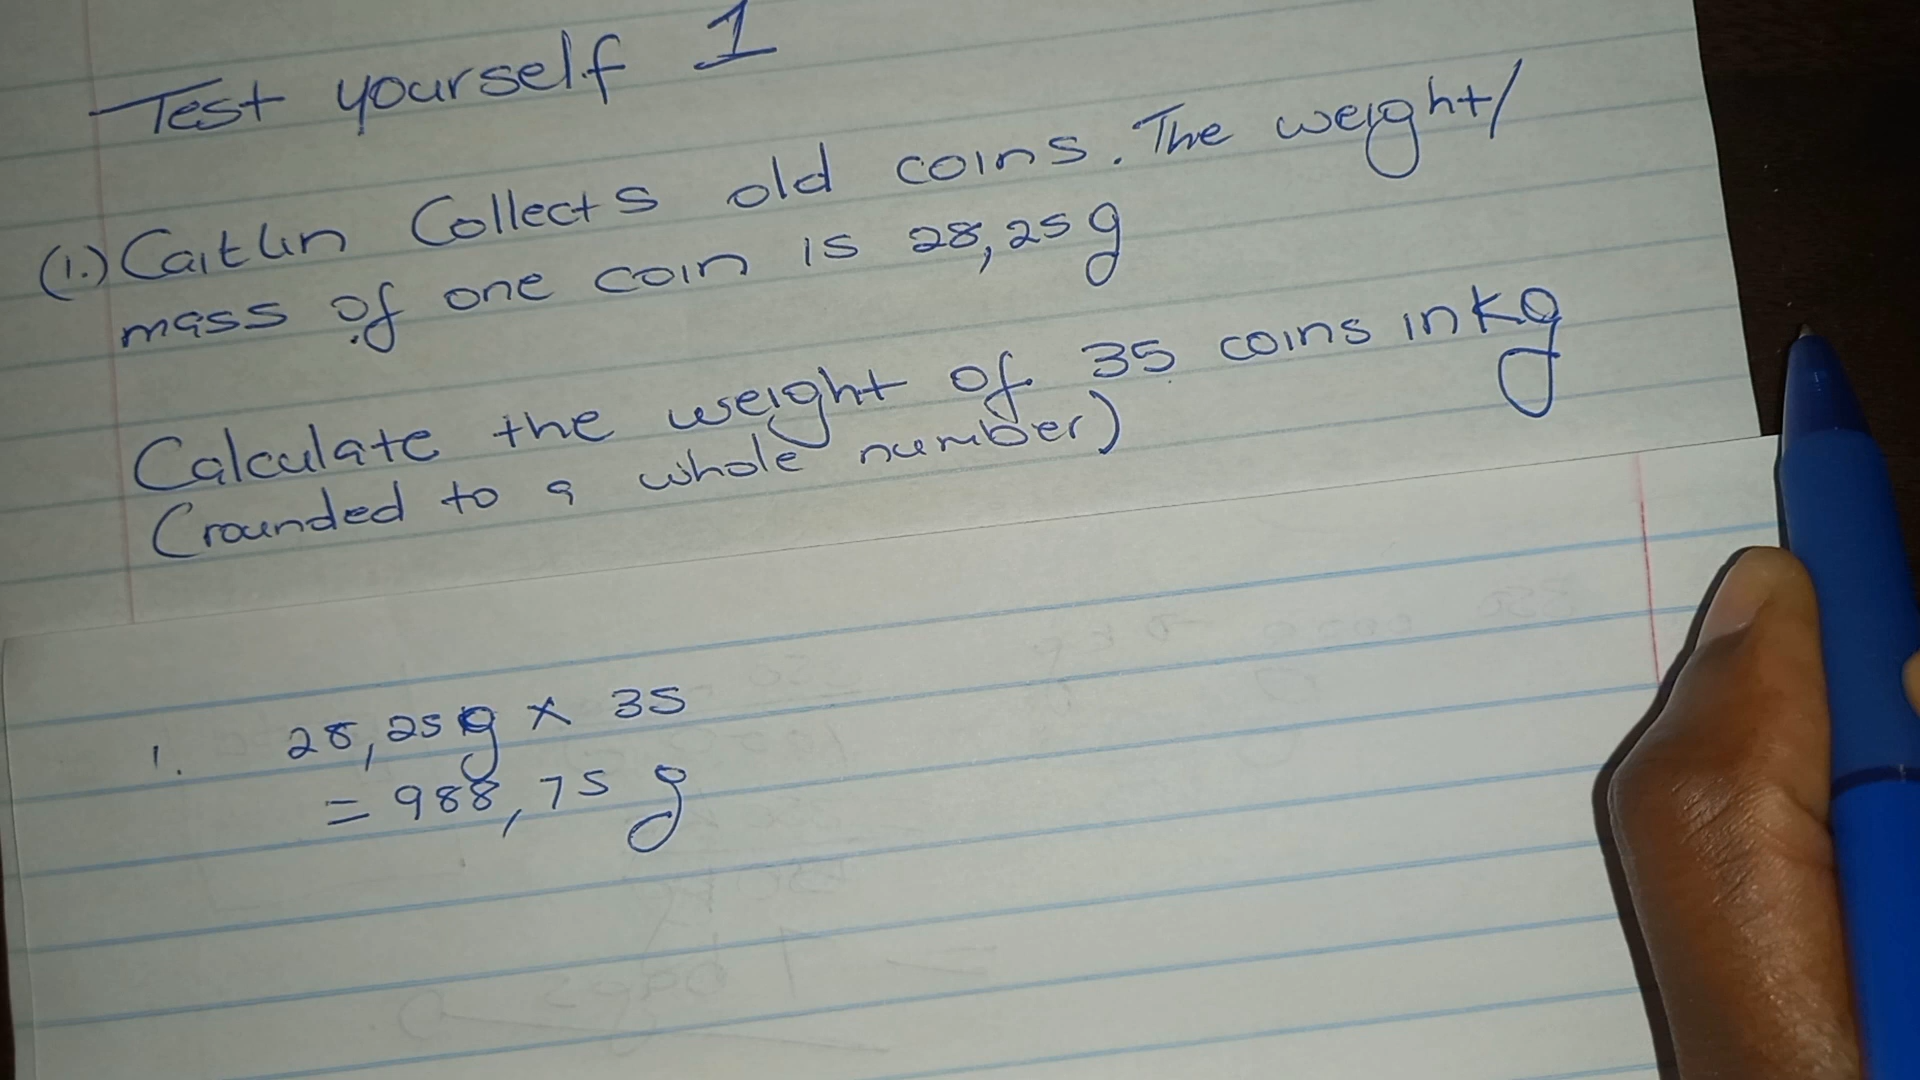 Test yourself 1
(1.) Caitlin Collects old coins. The weight/
mass of one coin is 28,25g
Calculate the weight of 35 coins in kg
(rounded to a whole number)
1. 28,25g x 35
= 988,75 g